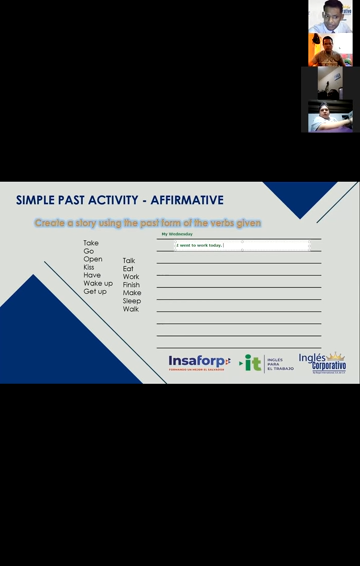 SIMPLE PAST ACTIVITY - AFFIRMATIVE
Create a story using the past form of the verbs given
My Wednesday
I went to work today.
Take
Go
Open
Kiss
Have
Wake up
Get up
Talk
Eat
Work
Finish
Make
Sleep
Walk
Insaforp
it
INGLÉS
PARA
EL TRABAJO
Inglés
Corporativo